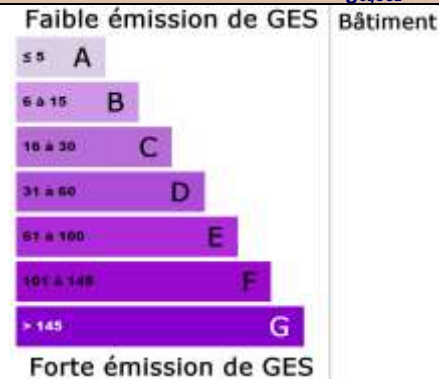 Faible émission de GES
Bâtiment
≤ 5 A
6 à 15 B
16 à 30 C
31 à 60 D
61 à 100 E
101 à 145 F
> 145 G
Forte émission de GES